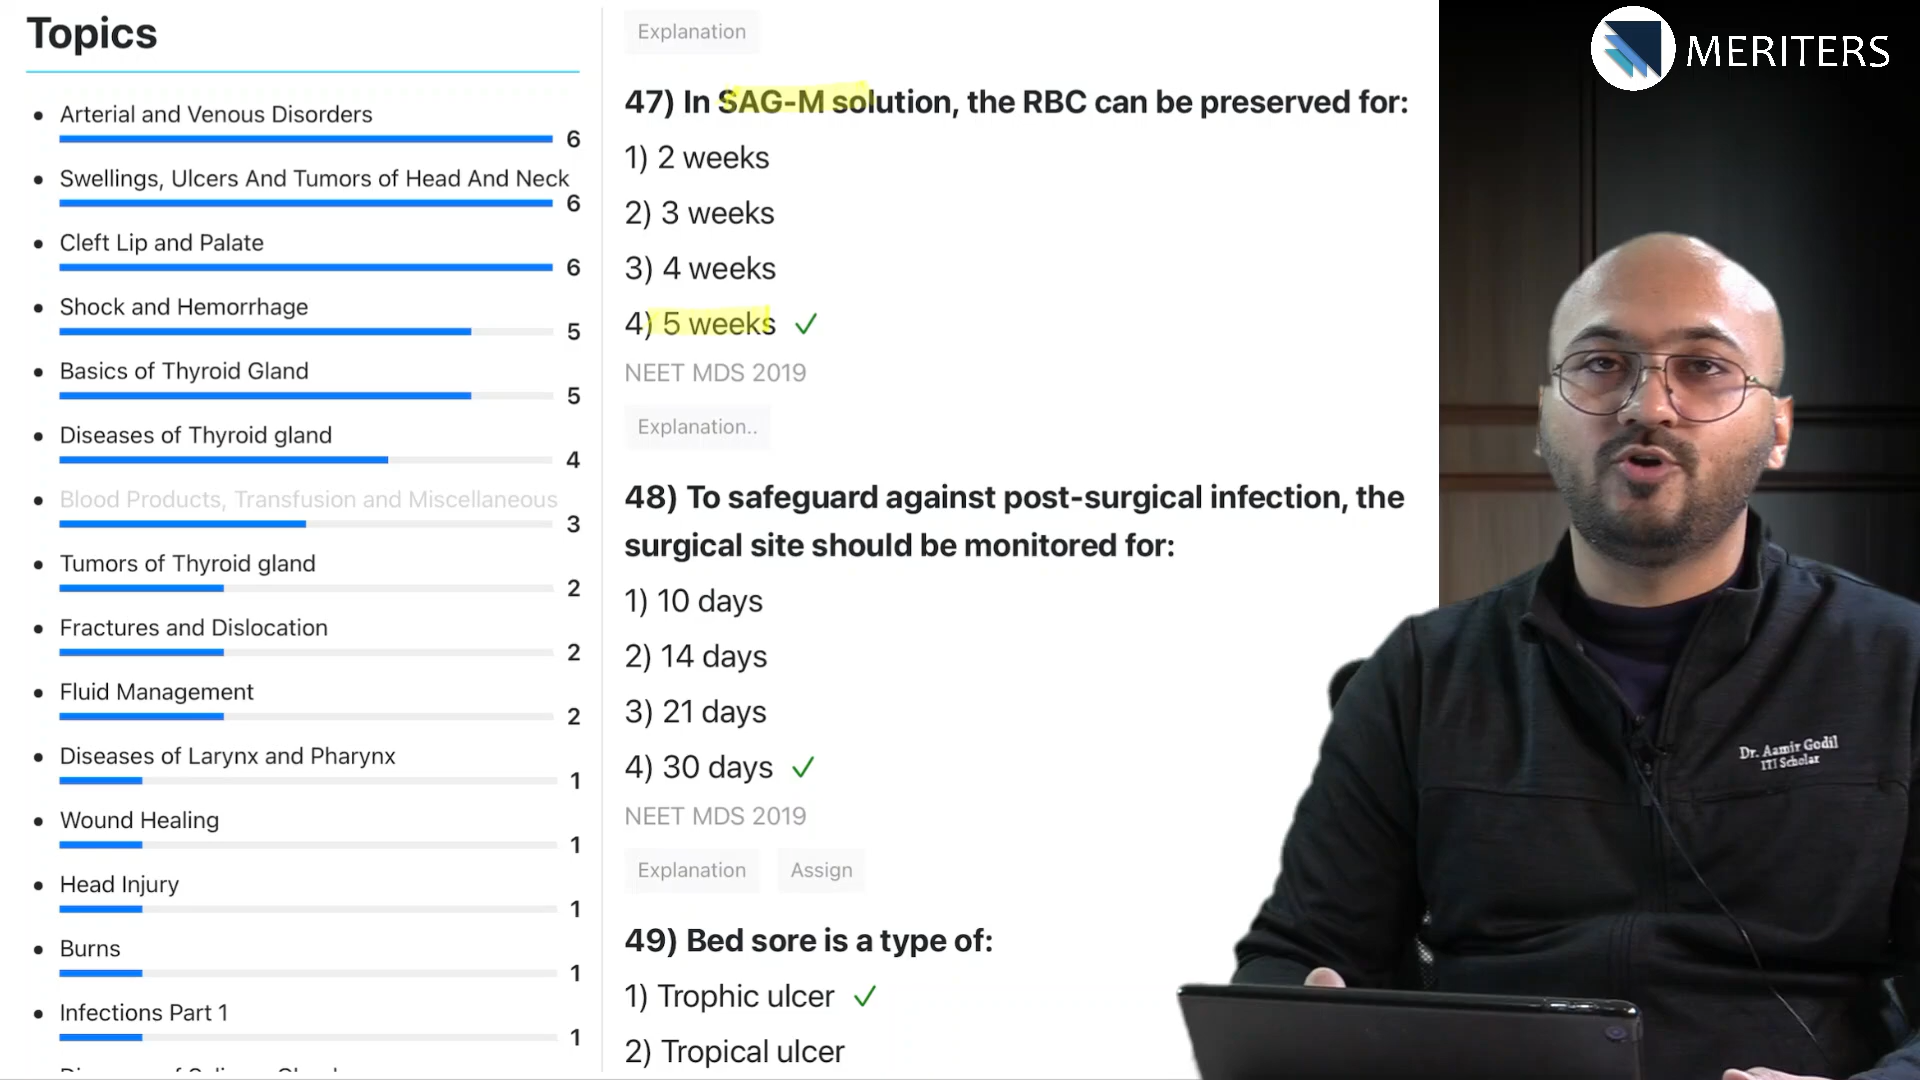 Topics
Arterial and Venous Disorders
6
Swellings, Ulcers And Tumors of Head And Neck
6
Cleft Lip and Palate
6
Shock and Hemorrhage
5
Basics of Thyroid Gland
5
Diseases of Thyroid gland
4
Blood Products, Transfusion and Miscellaneous
3
Tumors of Thyroid gland
2
Fractures and Dislocation
2
Fluid Management
2
Diseases of Larynx and Pharynx
1
Wound Healing
1
Head Injury
1
Burns
1
Infections Part 1
1
Explanation
47) In SAG-M solution, the RBC can be preserved for:
1) 2 weeks
2) 3 weeks
3) 4 weeks
4) 5 weeks ✓
NEET MDS 2019
Explanation..
48) To safeguard against post-surgical infection, the
surgical site should be monitored for:
1) 10 days
2) 14 days
3) 21 days
4) 30 days ✓
NEET MDS 2019
Explanation Assign
49) Bed sore is a type of:
1) Trophic ulcer ✓
2) Tropical ulcer
MERITERS
Dr. Aamir Godil
ITI Scholar